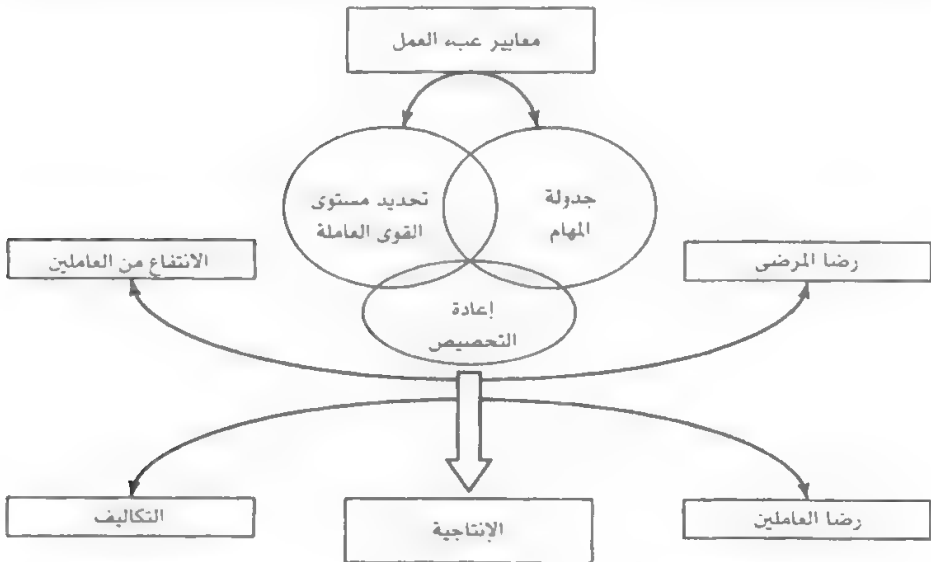 معايير عبء العمل
جدولة
المهام
تحديد مستوى
القوى العاملة
رضا المرضى
الانتفاع من العاملين
إعادة
التخصيص
رضا العاملين
الإنتاجية
التكاليف